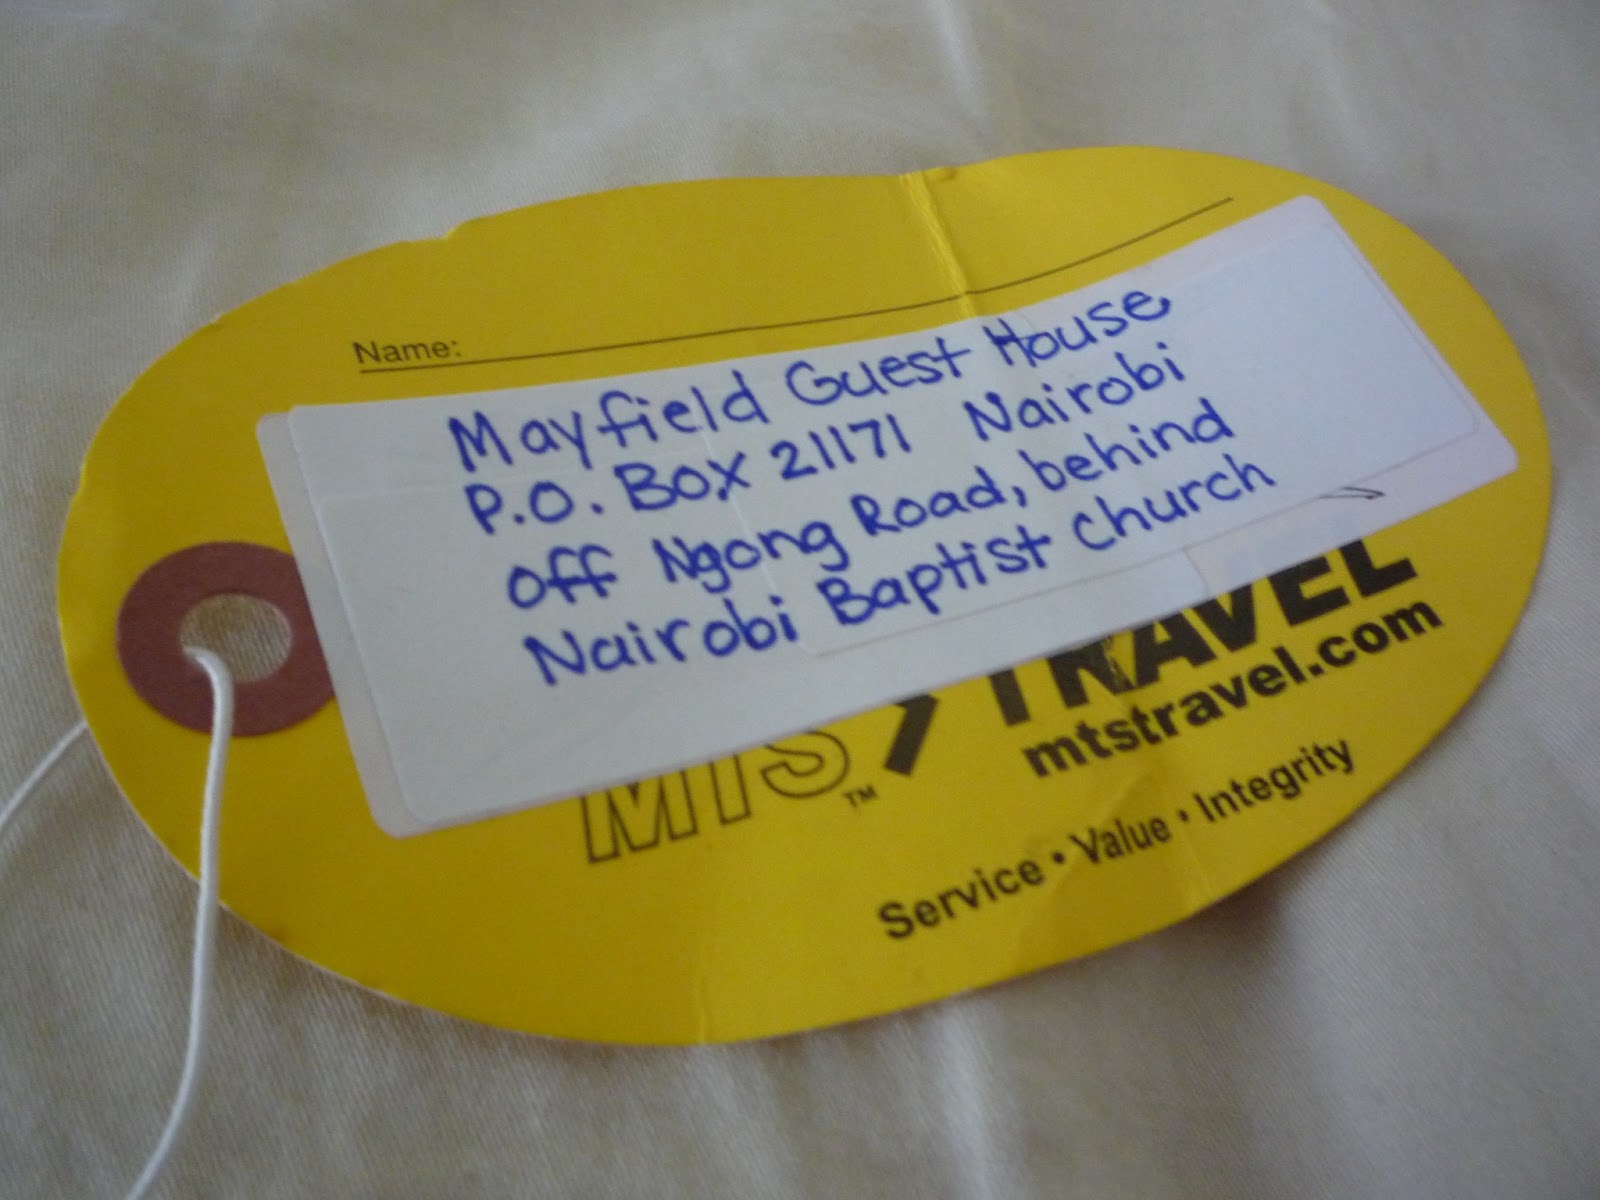 Name:
Mayfield Guest House
P.O. Box 21171 Nairobi
off Ngong Road, behind
Nairobi Baptist Church
MTS TRAVEL
TM
mtstravel.com
Service • Value • Integrity